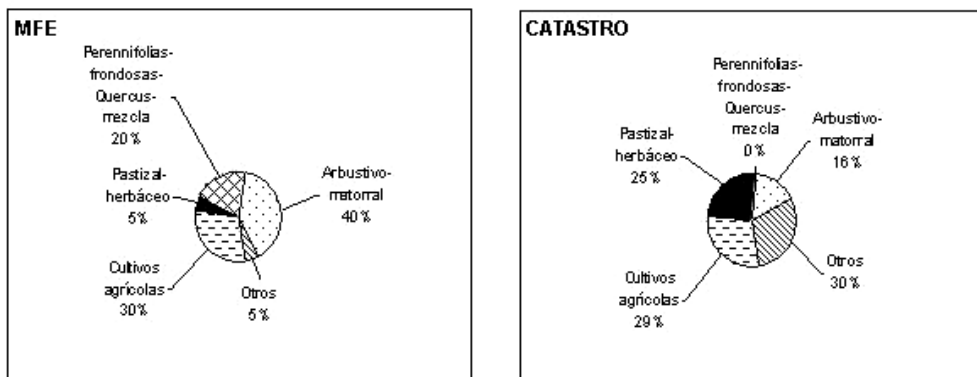 MFE
Perennifolias-
frondosas-
Quercus-
mezcla
20%
Pastizal-
herbáceo
5%
Arbustivo-
matorral
40%
Cultivos
agrícolas
30%
Otros
5%
CATASTRO
Perennifolias-
frondosas-
Quercus-
mezcla
0%
Pastizal-
herbáceo
25%
Arbustivo-
matorral
16%
Cultivos
agrícolas
29%
Otros
30%